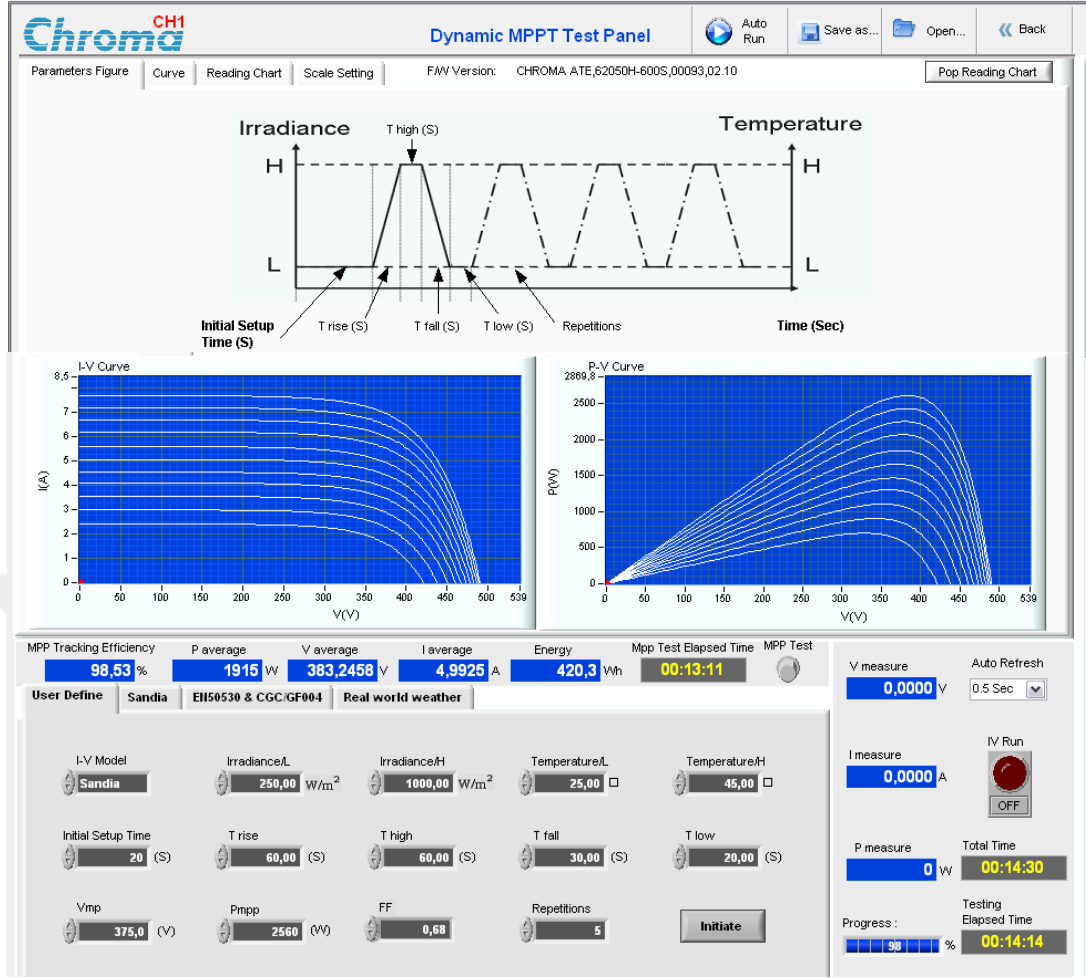 CH1
Chroma
Dynamic MPPT Test Panel
Auto Run
Save as...
Open...
Back
Parameters Figure
Curve
Reading Chart
Scale Setting
F/W Version: CHROMA ATE,62050H-600S,00093,02.10
Pop Reading Chart
Irradiance
T high (S)
Temperature
H
H
L
L
Initial Setup
Time (S)
T rise (S)
T fall (S)
T low (S)
Repetitions
Time (Sec)
I-V Curve
8,5
7
6
5
4
3
2
1
0
I(A)
0 50 100 150 200 250 300 350 400 450 500 539
V(V)
P-V Curve
2869,8
2500
2000
1500
1000
500
0
P(W)
0 50 100 150 200 250 300 350 400 450 500 539
V(V)
MPP Tracking Efficiency
98,53 %
P average
1915 W
V average
383,2458 V
I average
4,9925 A
Energy
420,3 Wh
Mpp Test Elapsed Time
00:13:11
MPP Test
User Define
Sandia
EN50530 & CGC/GF004
Real world weather
I-V Model
Sandia
Irradiance/L
250,00 W/m²
Irradiance/H
1000,00 W/m²
Temperature/L
25,00 □
Temperature/H
45,00 □
Initial Setup Time
20 (S)
T rise
60,00 (S)
T high
60,00 (S)
T fall
30,00 (S)
T low
20,00 (S)
Vmp
375,0 (V)
Pmpp
2560 (W)
FF
0,68
Repetitions
5
Initiate
V measure
0,0000 V
Auto Refresh
0.5 Sec
I measure
0,0000 A
IV Run
OFF
P measure
0 W
Total Time
00:14:30
Progress :
98 %
Testing
Elapsed Time
00:14:14